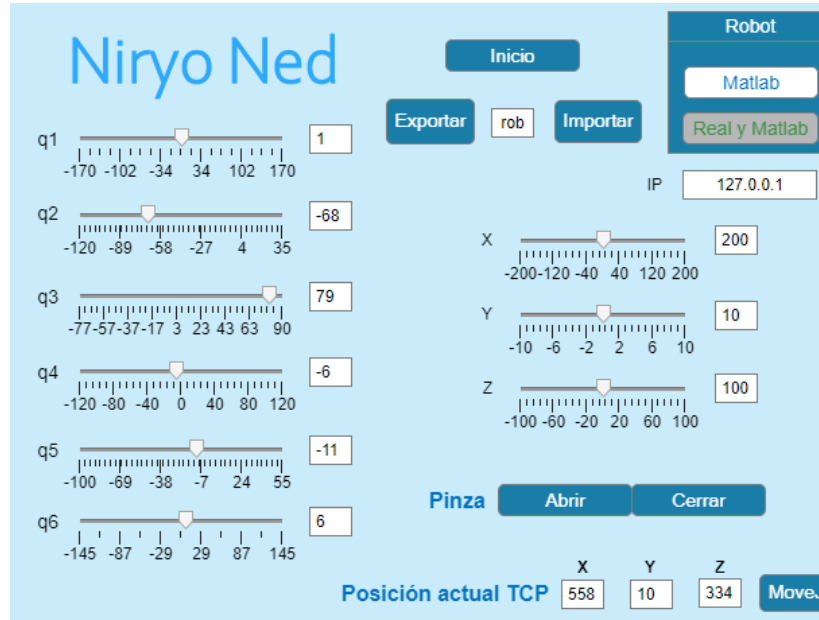 Niryo Ned
Inicio
Robot
Matlab
Exportar rob Importar
Real y Matlab
q1 1
-170 -102 -34 34 102 170
IP 127.0.0.1
q2 -68
-120 -89 -58 -27 4 35
X 200
-200 -120 -40 40 120 200
q3 79
-77 -57 -37 -17 3 23 43 63 90
Y 10
-10 -6 -2 2 6 10
q4 -6
-120 -80 -40 0 40 80 120
Z 100
-100 -60 -20 20 60 100
q5 -11
-100 -69 -38 -7 24 55
Pinza Abrir Cerrar
q6 6
-145 -87 -29 29 87 145
X Y Z
Posición actual TCP 558 10 334